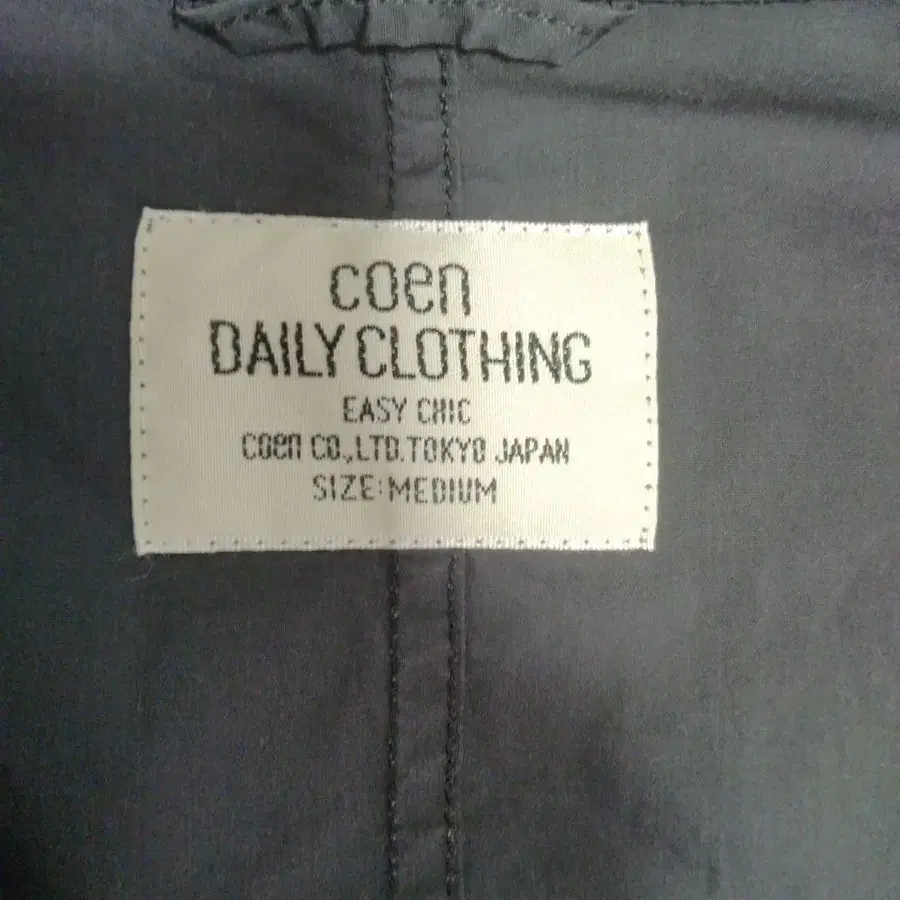 coen
DAILY CLOTHING
EASY CHIC
coen CO.,LTD.TOKYO JAPAN
SIZE:MEDIUM